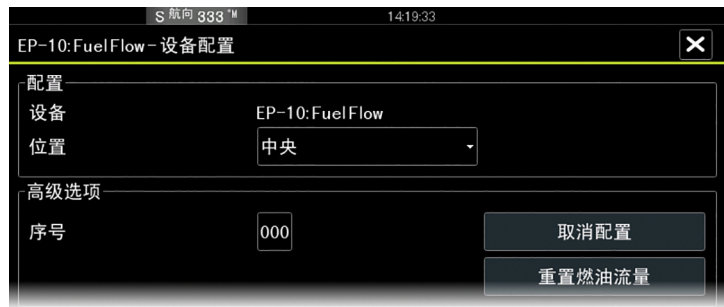 S 航向 333 °M 14:19:33
EP-10:FuelFlow-设备配置
配置
设备 EP-10:FuelFlow
位置 中央
高级选项
序号 000 取消配置
重置燃油流量